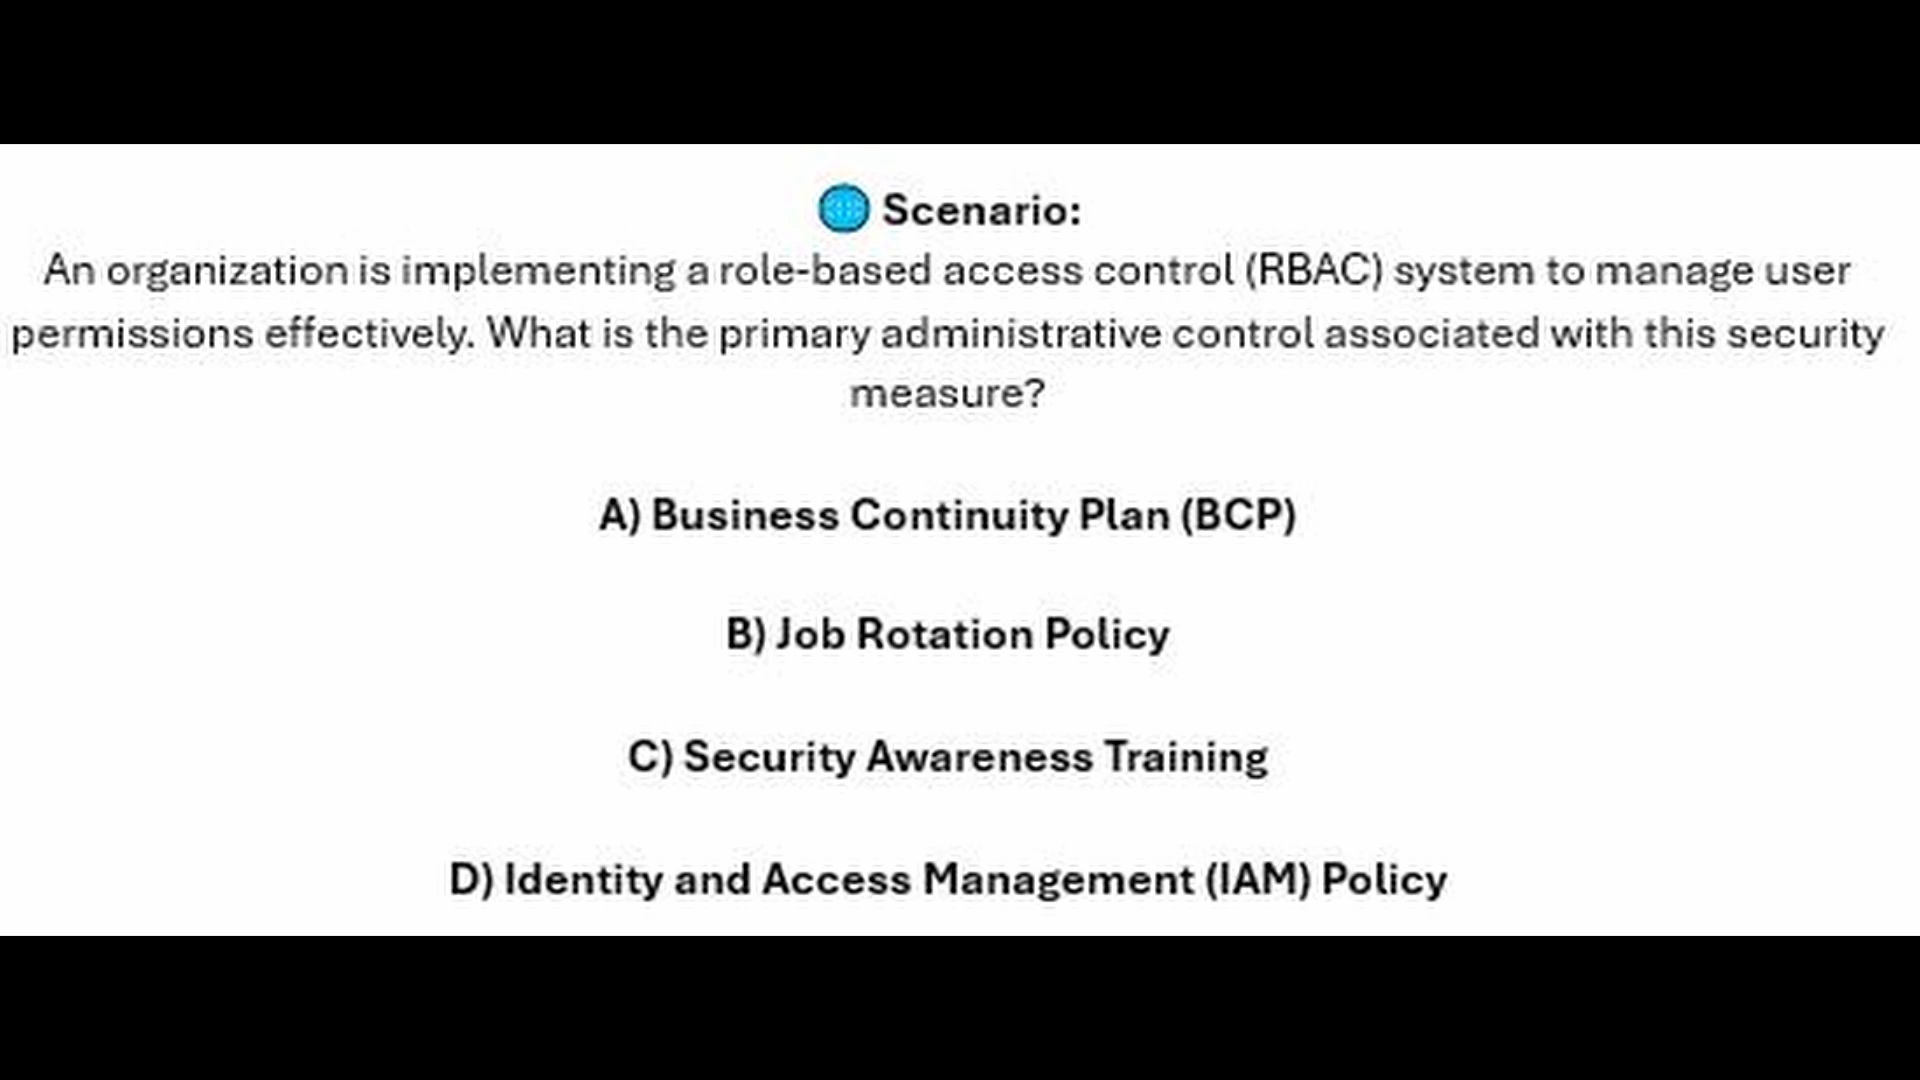 Scenario:
An organization is implementing a role-based access control (RBAC) system to manage user
permissions effectively. What is the primary administrative control associated with this security
measure?
A) Business Continuity Plan (BCP)
B) Job Rotation Policy
C) Security Awareness Training
D) Identity and Access Management (IAM) Policy